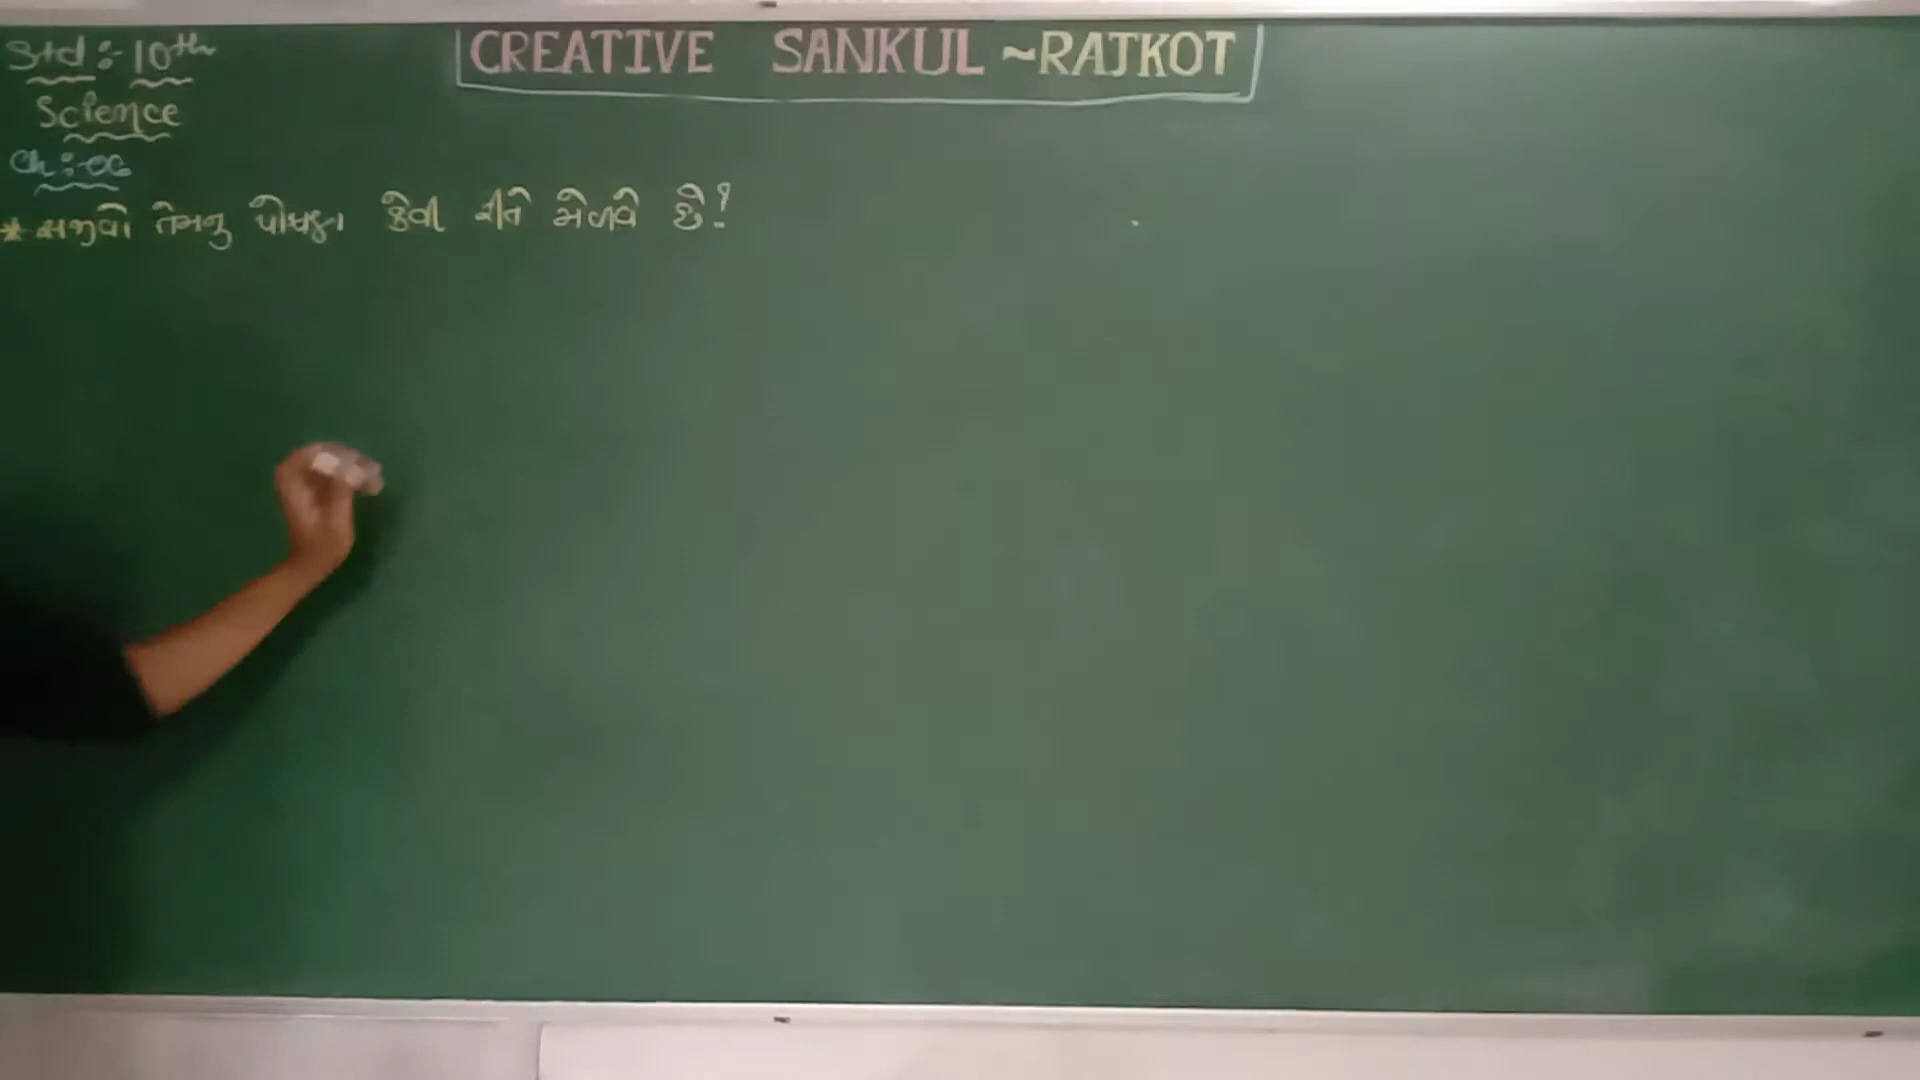 CREATIVE SANKUL ~RAJKOT
Std :- 10th
Science
Ch :- 06
* સજીવો તેમનુ પોષણ કેવી રીતે મેળવે છે?